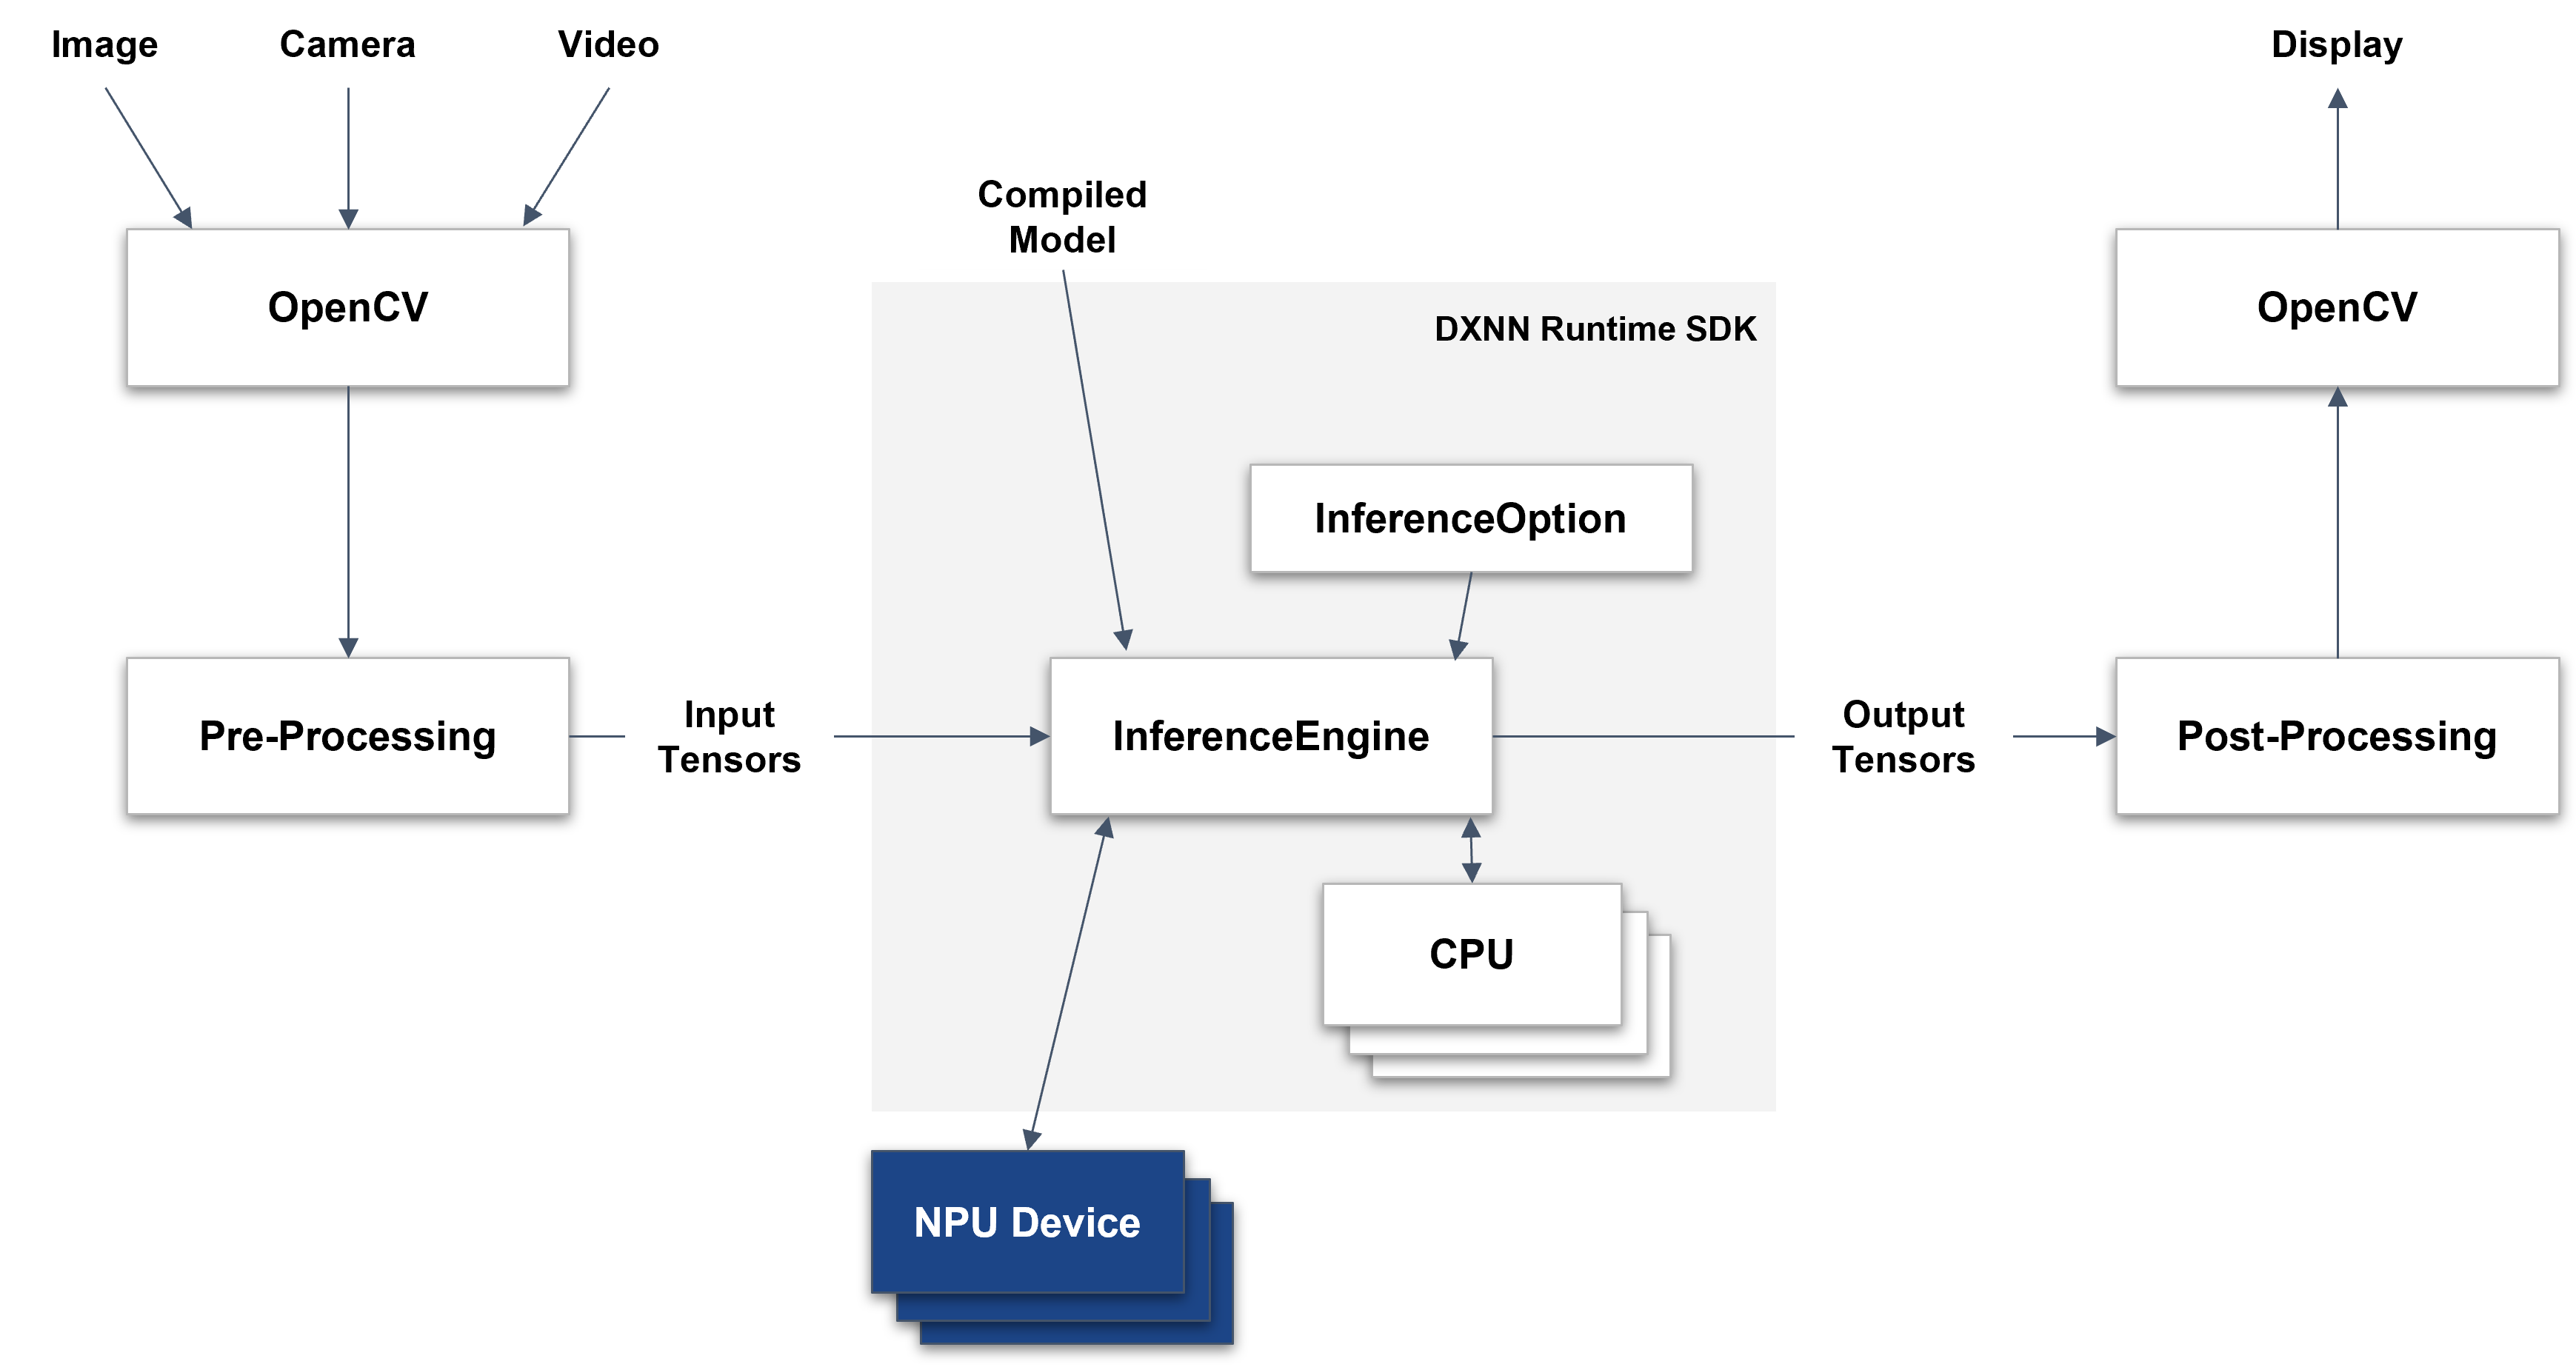 Image
Camera
Video
Display
Compiled
Model
OpenCV
DXNN Runtime SDK
OpenCV
InferenceOption
Pre-Processing
Input
Tensors
InferenceEngine
Output
Tensors
Post-Processing
CPU
NPU Device